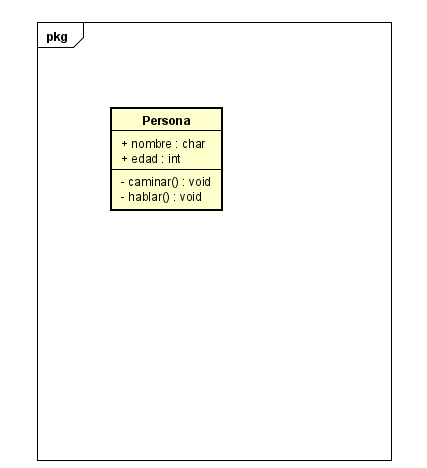 pkg
Persona
+ nombre : char
+ edad : int
- caminar() : void
- hablar() : void